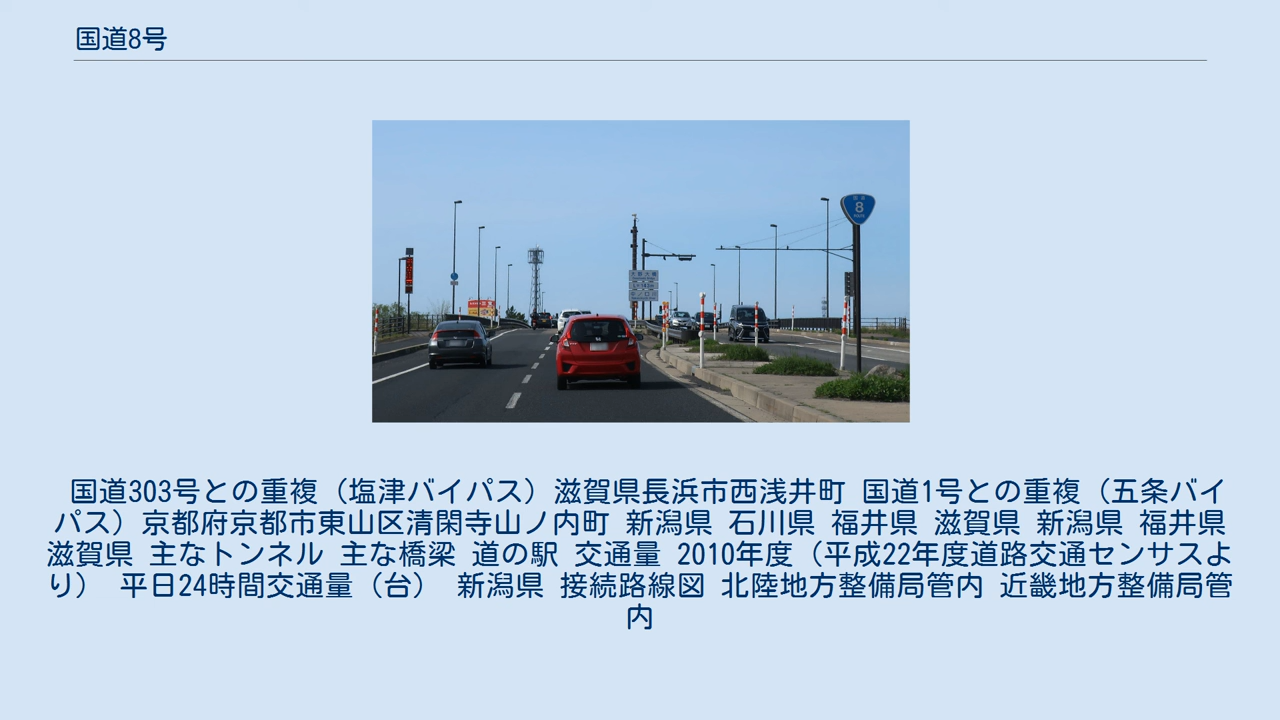 国道8号
8
国道303号との重複（塩津バイパス）滋賀県長浜市西浅井町 国道1号との重複（五条バイ
パス）京都府京都市東山区清閑寺山ノ内町 新潟県 石川県 福井県 滋賀県 新潟県 福井県
滋賀県 主なトンネル 主な橋梁 道の駅 交通量 2010年度（平成22年度道路交通センサスよ
り） 平日24時間交通量（台） 新潟県 接続路線図 北陸地方整備局管内 近畿地方整備局管
内